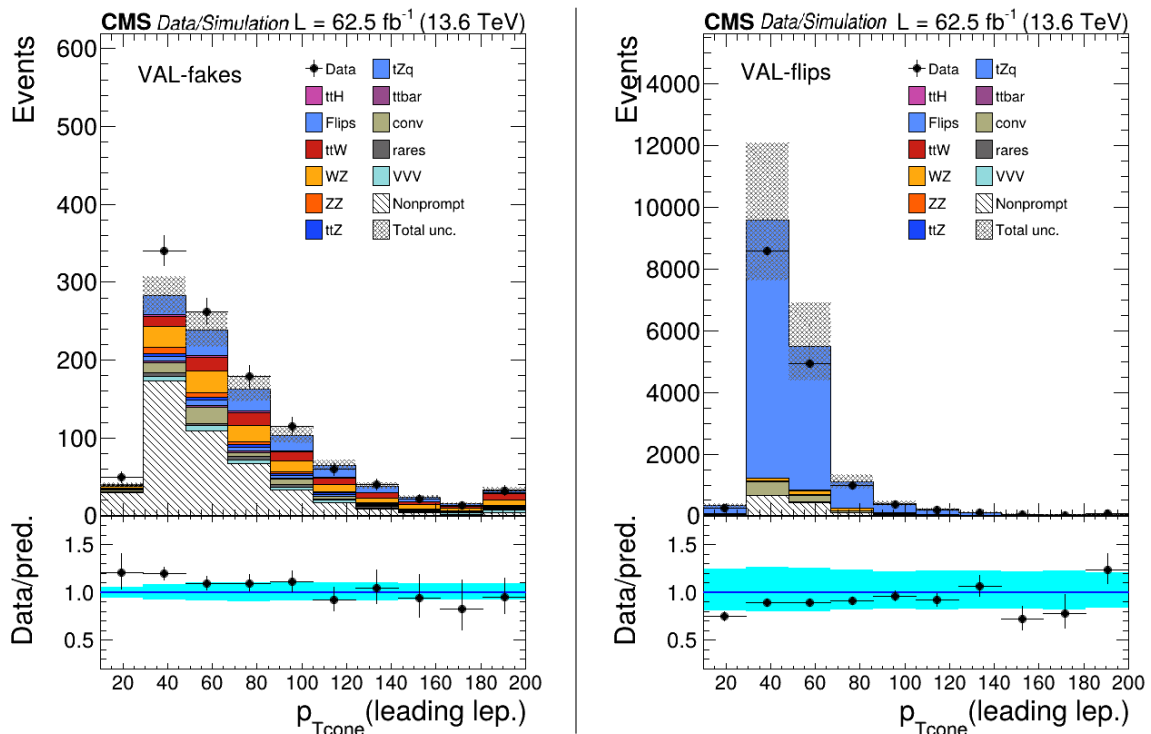 CMS Data/Simulation L = 62.5 fb-1 (13.6 TeV)
Events
600
500
400
300
200
100
0
VAL-fakes
Data
tZq
ttH
ttbar
Flips
conv
ttW
rares
WZ
VVV
ZZ
Nonprompt
ttZ
Total unc.
Data/pred.
1.5
1.0
0.5
20 40 60 80 100 120 140 160 180 200
pTcone(leading lep.)
CMS Data/Simulation L = 62.5 fb-1 (13.6 TeV)
Events
14000
12000
10000
8000
6000
4000
2000
0
VAL-flips
Data
tZq
ttH
ttbar
Flips
conv
ttW
rares
WZ
VVV
ZZ
Nonprompt
ttZ
Total unc.
Data/pred.
1.5
1.0
0.5
20 40 60 80 100 120 140 160 180 200
pTcone(leading lep.)